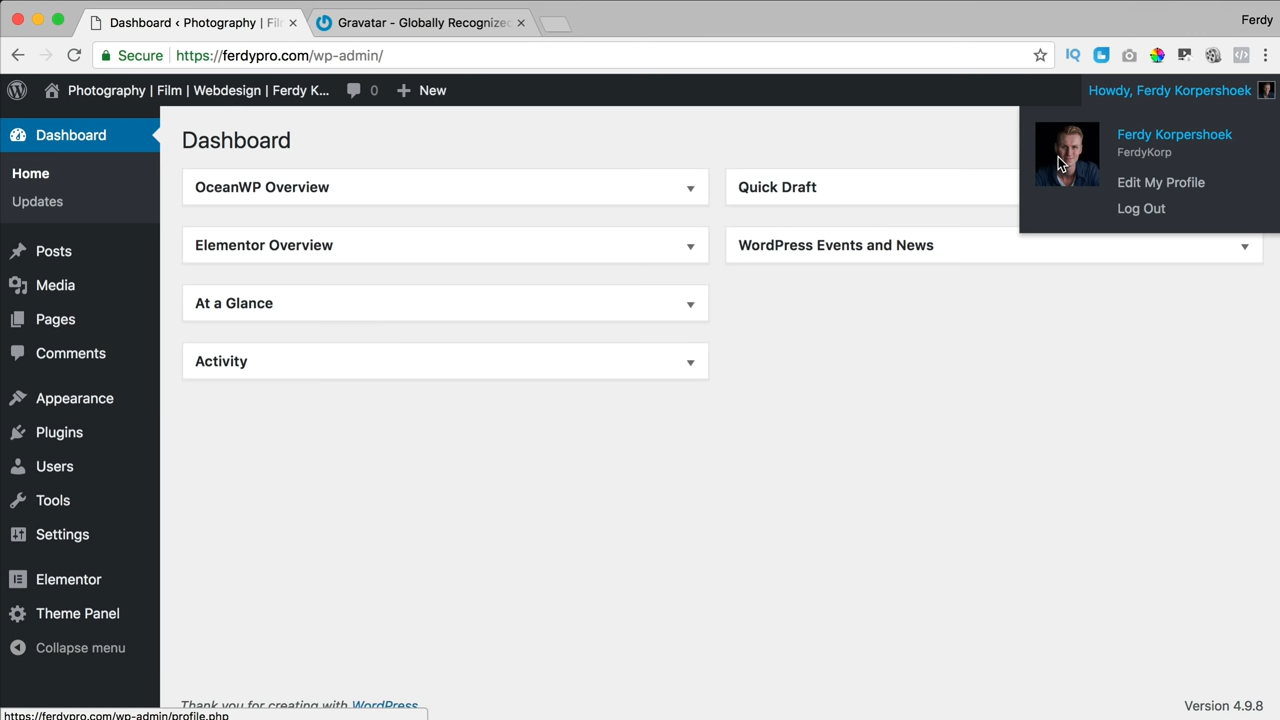 Dashboard ‹ Photography | Fil
Gravatar - Globally Recognize
Ferdy
Secure
https://ferdypro.com/wp-admin/
IQ
Photography | Film | Webdesign | Ferdy K...
0
New
Howdy, Ferdy Korpershoek
Ferdy Korpershoek
FerdyKorp
Edit My Profile
Log Out
Dashboard
Home
Updates
Posts
Media
Pages
Comments
Appearance
Plugins
Users
Tools
Settings
Elementor
Theme Panel
Collapse menu
Dashboard
OceanWP Overview
Quick Draft
Elementor Overview
WordPress Events and News
At a Glance
Activity
Thank you for creating with WordPress
Version 4.9.8
https://ferdypro.com/wp-admin/profile.php